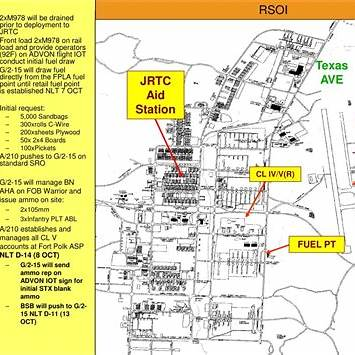 RSOI
2xM978 will be drained
prior to deployment to
JRTC
Front load 2xM978 on rail
load and provide operators
(92F) on ADVON flight IOT
conduct initial fuel draw
G/2-15 will draw fuel
directly from the FPLA fuel
point until retail fuel point
is established NLT 7 OCT
Initial request:
– 5,000 Sandbags
– 300xrolls C-Wire
– 200xsheets Plywood
– 50x 2x4 Boards
– 100xPickets
A/210 pushes to G/2-15 on
standard SRO
G/2-15 will manage BN
AHA on FOB Warrior and
issue ammo on site:
– 2x105mm
– 3xInfantry PLT ABL
A/210 establishes and
manages all CL V
accounts at Fort Polk ASP
NLT D-14 (8 OCT)
– G/2-15 will send
ammo rep on
ADVON IOT sign for
initial STX blank
ammo
– BSB will push to G/2-
15 NLT D-11 (13
OCT)
JRTC
Aid
Station
Texas
AVE
CL IV/V(R)
FUEL PT